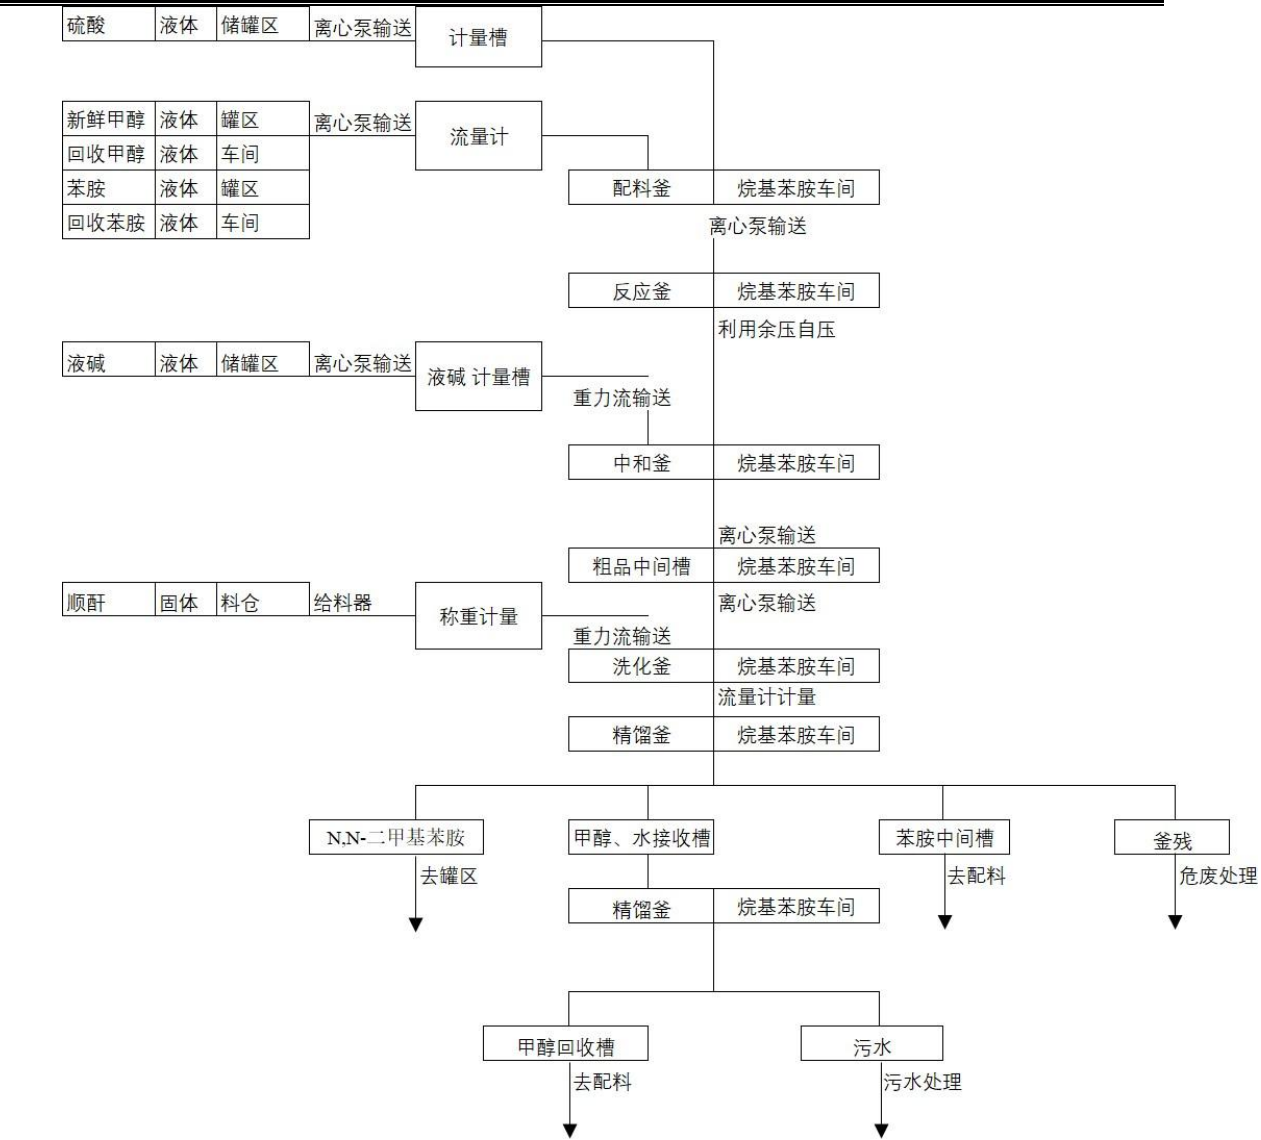 硫酸 液体 储罐区 离心泵输送 计量槽
新鲜甲醇 液体 罐区 离心泵输送 流量计
回收甲醇 液体 车间
苯胺 液体 罐区
回收苯胺 液体 车间
配料釜 烷基苯胺车间
离心泵输送
反应釜 烷基苯胺车间
利用余压自压
液碱 液体 储罐区 离心泵输送 液碱 计量槽
重力流输送
中和釜 烷基苯胺车间
离心泵输送
粗品中间槽 烷基苯胺车间
顺酐 固体 料仓 给料器 称重计量
离心泵输送
重力流输送
洗化釜 烷基苯胺车间
流量计计量
精馏釜 烷基苯胺车间
N,N-二甲基苯胺 甲醇、水接收槽 苯胺中间槽 釜残
去罐区 去配料 危废处理
精馏釜 烷基苯胺车间
甲醇回收槽 污水
去配料 污水处理